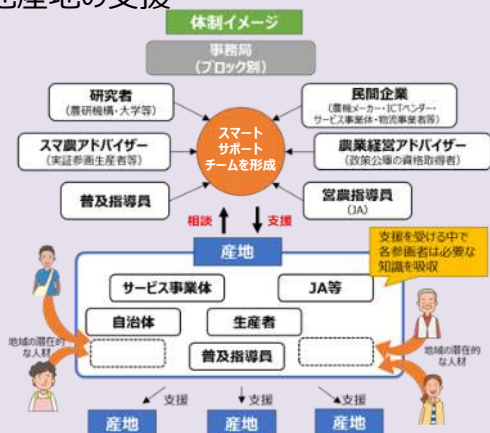 他産地の支援
体制イメージ
事務局
(ブロック別)
研究者
(農研機構・大学等)
民間企業
(農機メーカー・ICTベンダー・
サービス事業体・物流事業者等)
スマ農アドバイザー
(実証参画生産者等)
スマート
サポート
チームを形成
農業経営アドバイザー
(政策公庫の資格取得者)
普及指導員
営農指導員
(JA)
相談
支援
産地
支援を受ける中で
各参画者は必要な
知識を吸収
サービス事業体
JA等
自治体
生産者
普及指導員
地域の潜在的
な人材
地域の潜在的
な人材
支援
支援
支援
産地
産地
産地